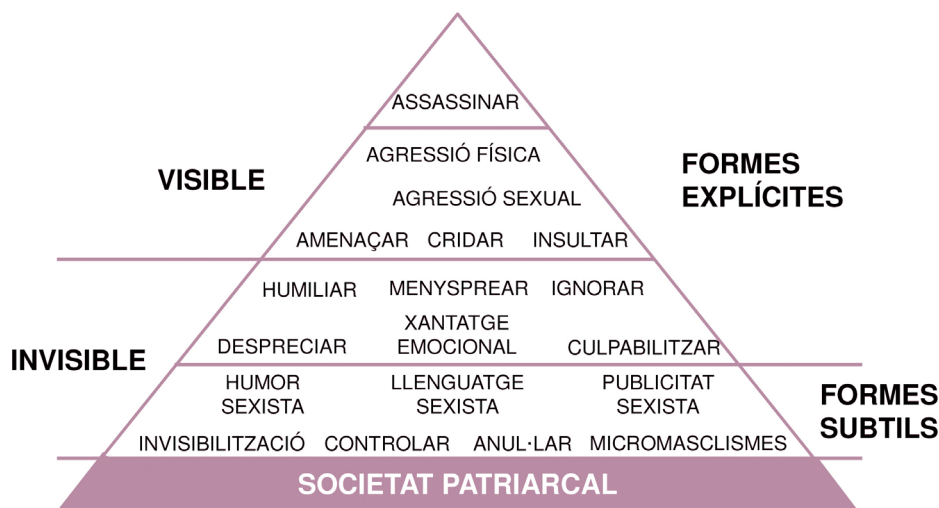 ASSASSINAR
AGRESSIÓ FÍSICA
VISIBLE
FORMES
EXPLÍCITES
AGRESSIÓ SEXUAL
AMENAÇAR CRIDAR INSULTAR
HUMILIAR MENYSPREAR IGNORAR
XANTATGE
EMOCIONAL
DESPRECIAR
CULPABILITZAR
INVISIBLE
HUMOR
SEXISTA
LLENGUATGE
SEXISTA
PUBLICITAT
SEXISTA
FORMES
SUBTILS
INVISIBILITZACIÓ CONTROLAR ANUL·LAR MICROMASCLISMES
SOCIETAT PATRIARCAL